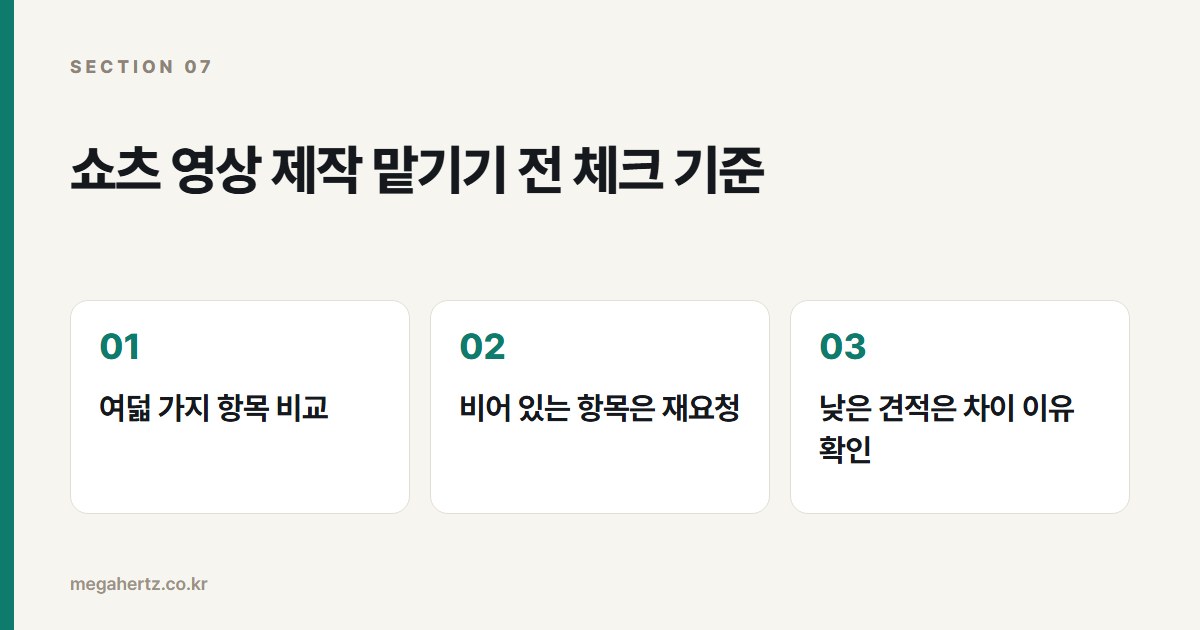 SECTION 07
쇼츠 영상 제작 맡기기 전 체크 기준
01
여덟 가지 항목 비교
02
비어 있는 항목은 재요청
03
낮은 견적은 차이 이유
확인
megahertz.co.kr